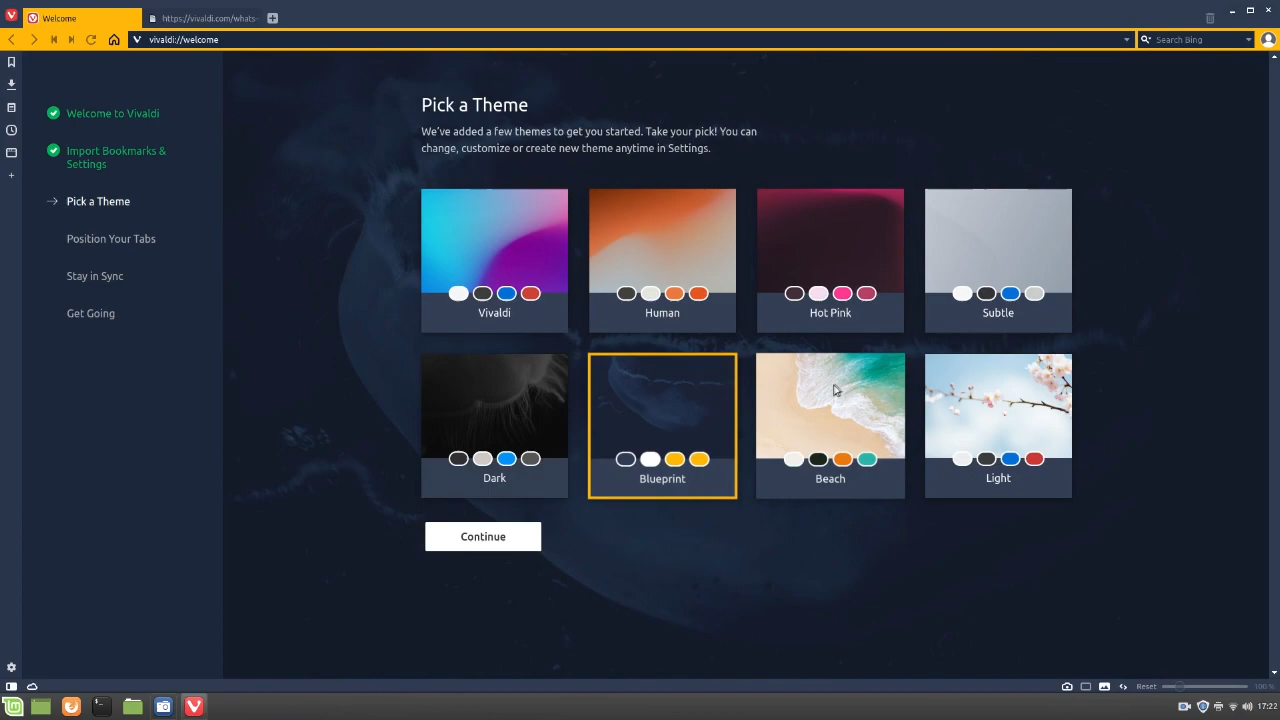 Welcome
https://vivaldi.com/whats-
vivaldi://welcome
Search Bing
Welcome to Vivaldi
Import Bookmarks &
Settings
Pick a Theme
Position Your Tabs
Stay in Sync
Get Going
Pick a Theme
We've added a few themes to get you started. Take your pick! You can
change, customize or create new theme anytime in Settings.
Vivaldi
Human
Hot Pink
Subtle
Dark
Blueprint
Beach
Light
Continue
Reset
100 %
17:22